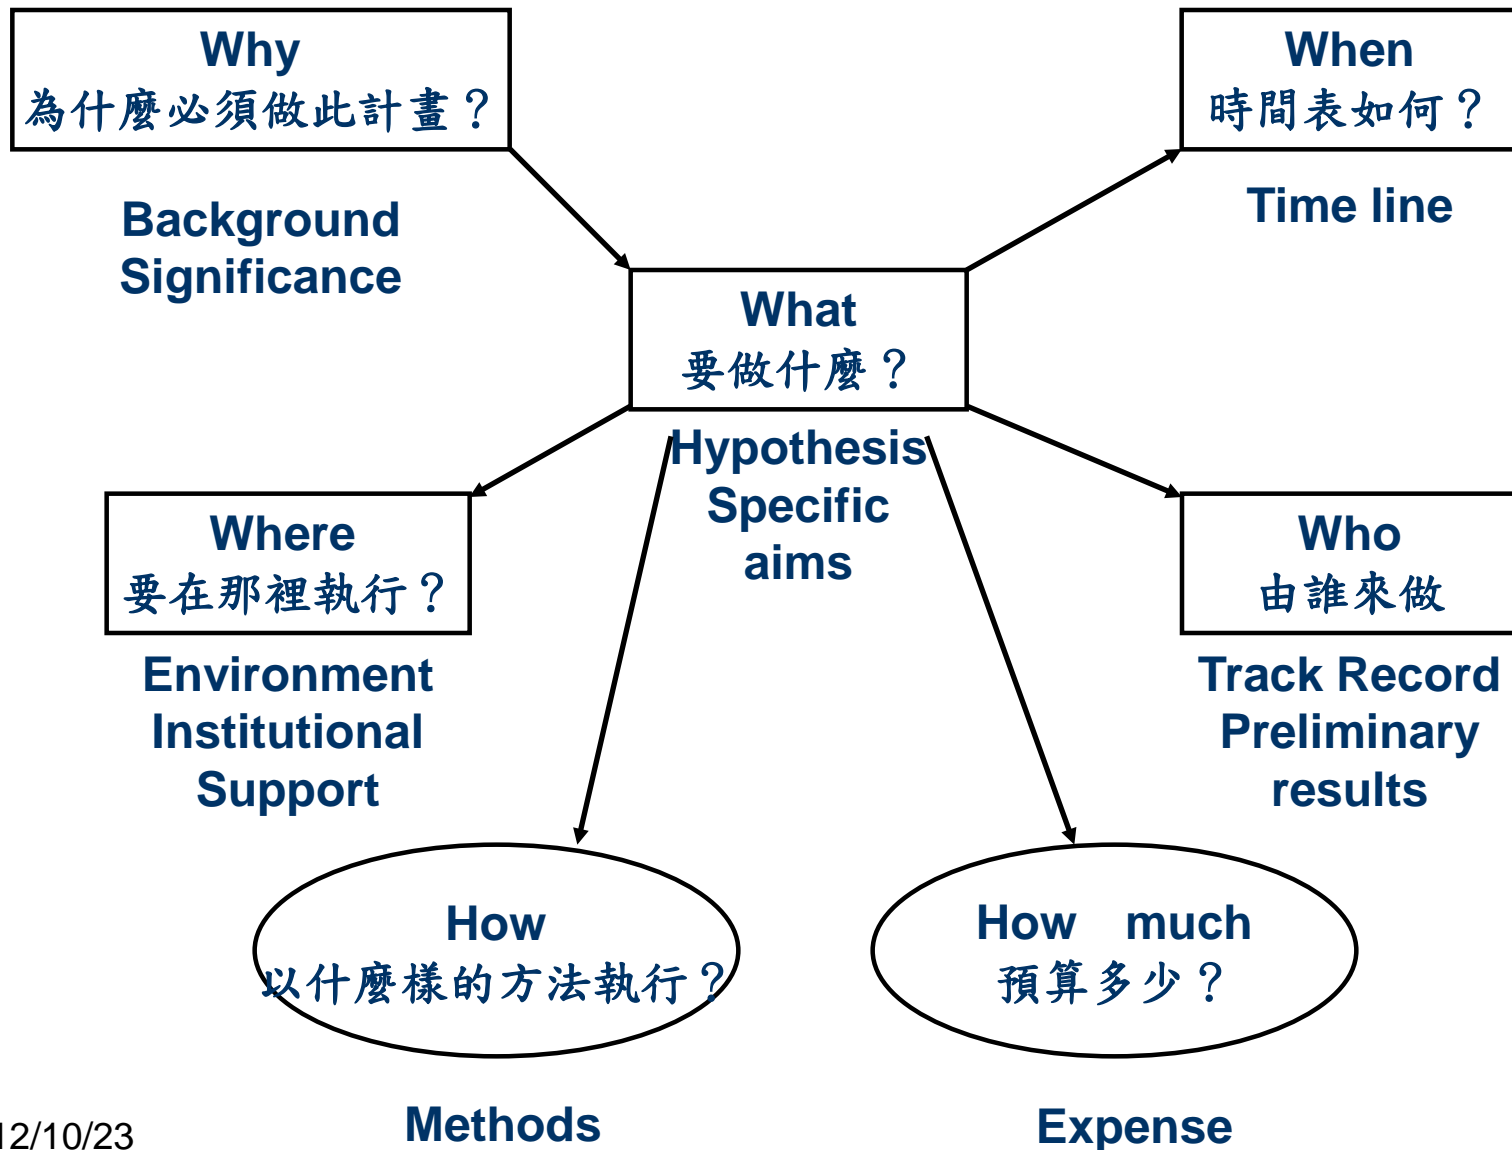 Why
為什麼必須做此計畫？
Background
Significance
When
時間表如何？
Time line
What
要做什麼？
Hypothesis
Specific
aims
Where
要在那裡執行？
Environment
Institutional
Support
Who
由誰來做
Track Record
Preliminary
results
How
以什麼樣的方法執行？
Methods
How much
預算多少？
Expense
12/10/23